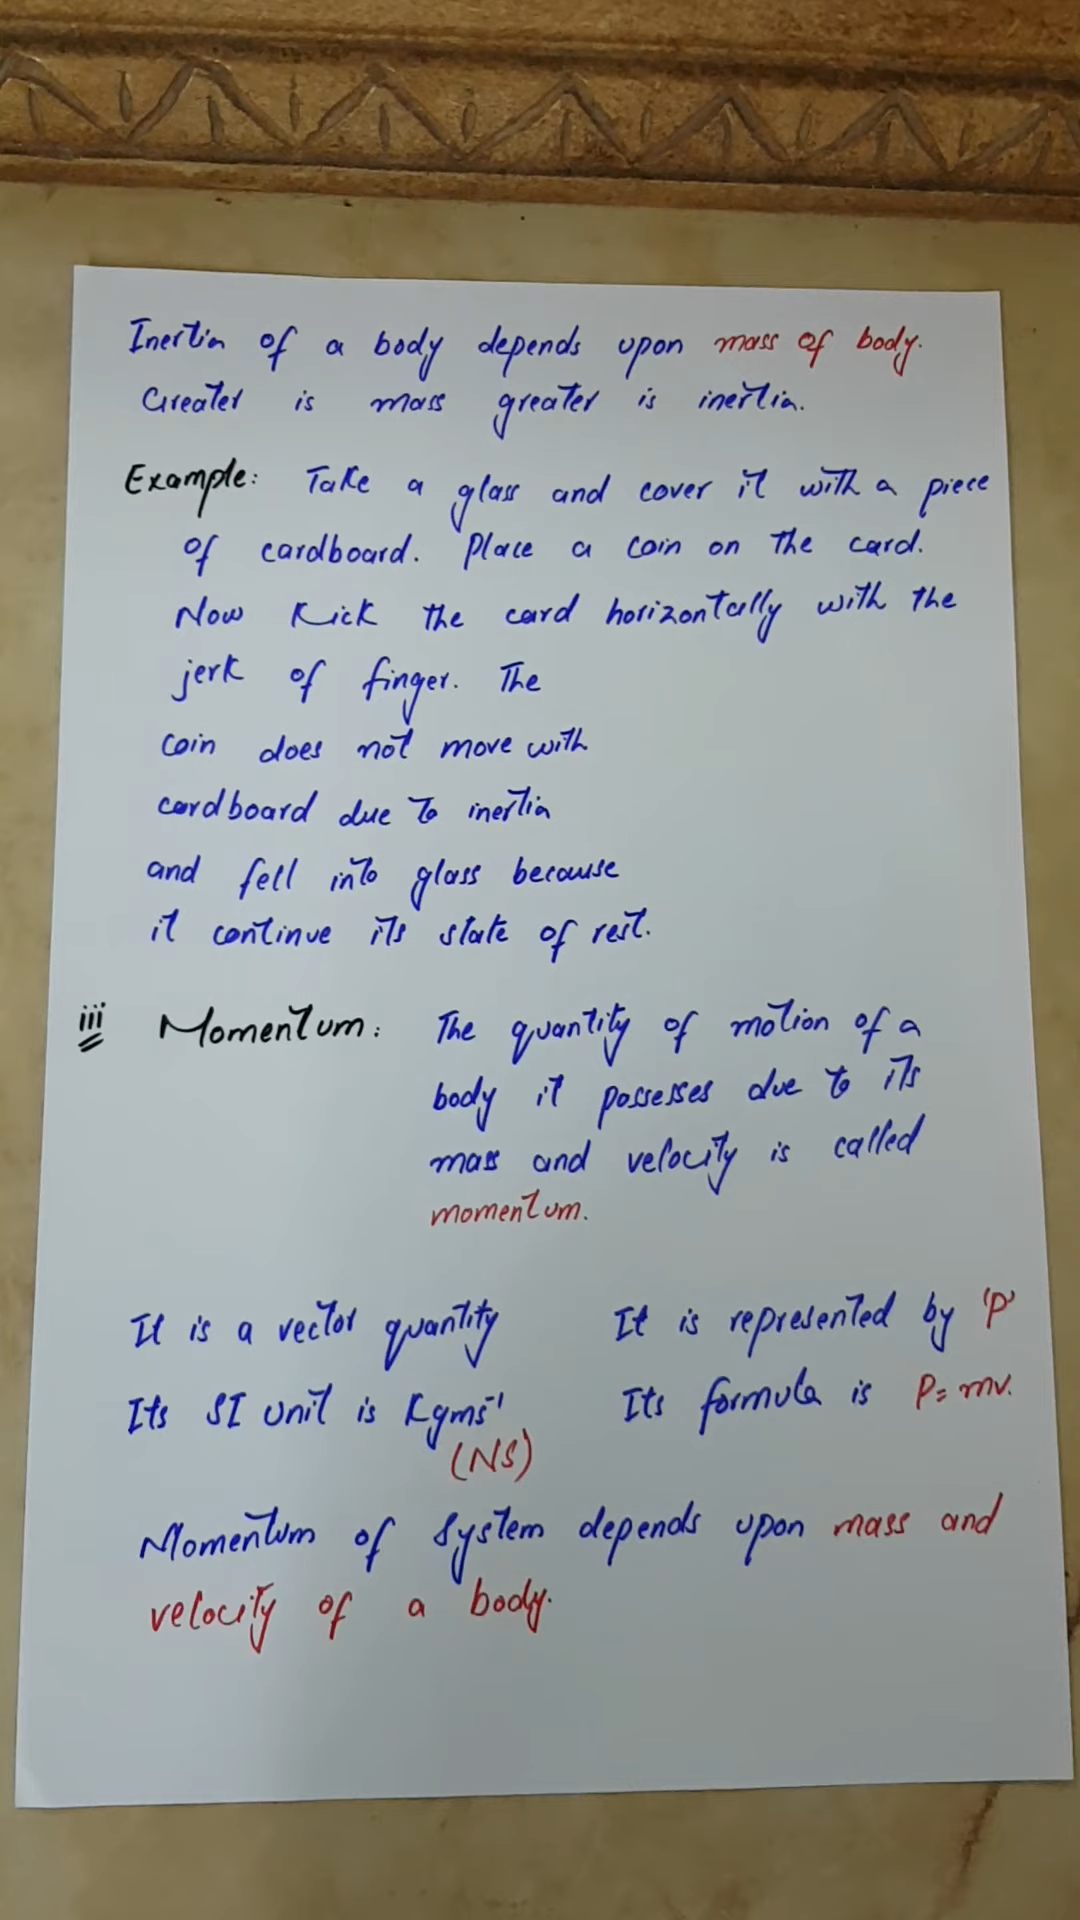 Inertia of a body depends upon mass of body.
Greater is mass greater is inertia.
Example: Take a glass and cover it with a piece
of cardboard. Place a coin on the card.
Now Kick the card horizontally with the
jerk of finger. The
coin does not move with
cardboard due to inertia
and fell into glass because
it continue its state of rest.
iii Momentum: The quantity of motion of a
body it possesses due to its
mass and velocity is called
momentum.
It is a vector quantity It is represented by 'P'
Its SI unit is Kgms⁻¹ Its formula is P= mv.
(NS)
Momentum of system depends upon mass and
velocity of a body.